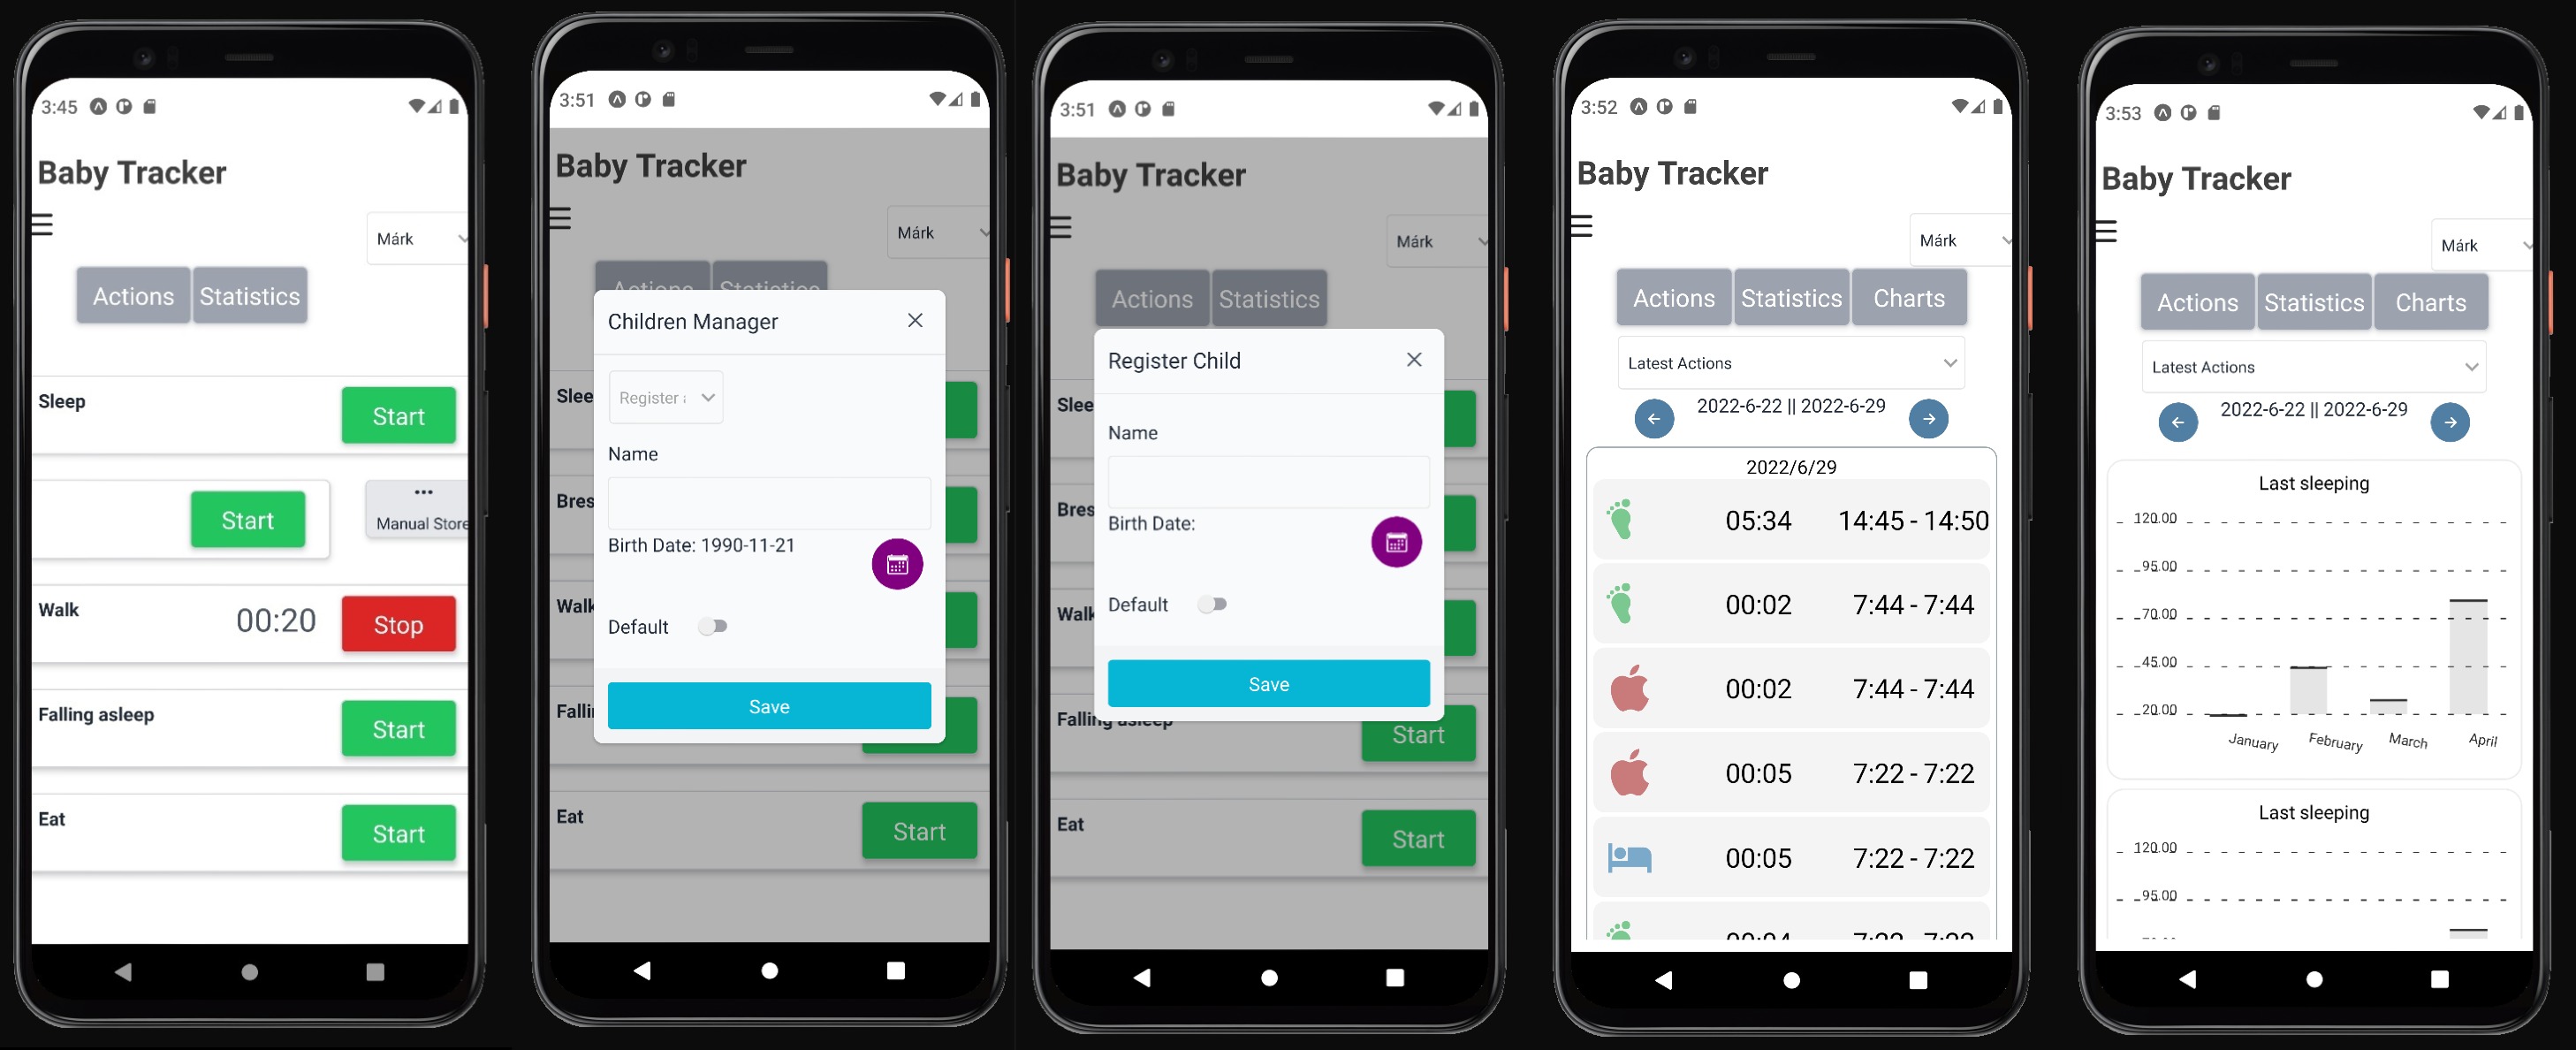 3:45
Baby Tracker
Márk
Actions Statistics
Sleep Start
Start
Manual Store
Walk 00:20 Stop
Falling asleep Start
Eat Start
3:51
Baby Tracker
Márk
Actions Statistics
Children Manager
Register
Name
Birth Date: 1990-11-21
Default
Save
Slee
Bres
Walk
Falli
Eat Start
3:51
Baby Tracker
Márk
Actions Statistics
Register Child
Name
Birth Date:
Default
Save
Slee
Bres
Walk
Falling asleep Start
Eat Start
3:52
Baby Tracker
Márk
Actions Statistics Charts
Latest Actions
2022-6-22 || 2022-6-29
2022/6/29
05:34 14:45 - 14:50
00:02 7:44 - 7:44
00:02 7:44 - 7:44
00:05 7:22 - 7:22
00:05 7:22 - 7:22
3:53
Baby Tracker
Márk
Actions Statistics Charts
Latest Actions
2022-6-22 || 2022-6-29
Last sleeping
120.00
95.00
70.00
45.00
20.00
January February March April
Last sleeping
120.00
95.00